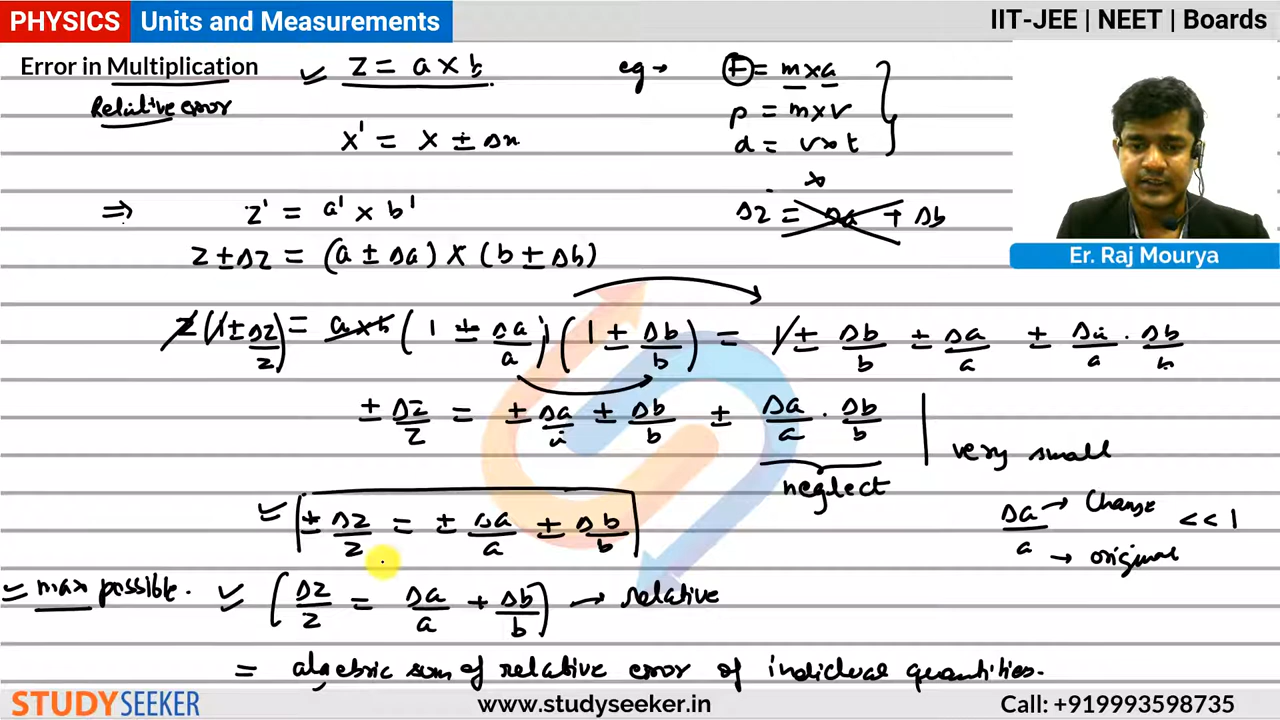 PHYSICS Units and Measurements IIT-JEE | NEET | Boards
Error in Multiplication ✓ Z = a × b eg → F = m×a
Relative error p = m×v
x' = x ± Δx d = v×t
⇒ z' = a' × b' Δz = Δa + Δb
z ± Δz = (a ± Δa) × (b ± Δb)
Er. Raj Mourya
z(1 ± Δz/z) = a×b (1 ± Δa/a)(1 ± Δb/b) = 1 ± Δb/b ± Δa/a ± Δa/a · Δb/b
± Δz/z = ± Δa/a ± Δb/b ± Δa/a · Δb/b | very small
neglect
± Δz/z = ± Δa/a ± Δb/b
Δa/a → Change → original << 1
max possible. ✓ (Δz/z = Δa/a + Δb/b) → relative
= algebric sum of relative error of individual quantities.
STUDYSEEKER www.studyseeker.in Call: +919993598735